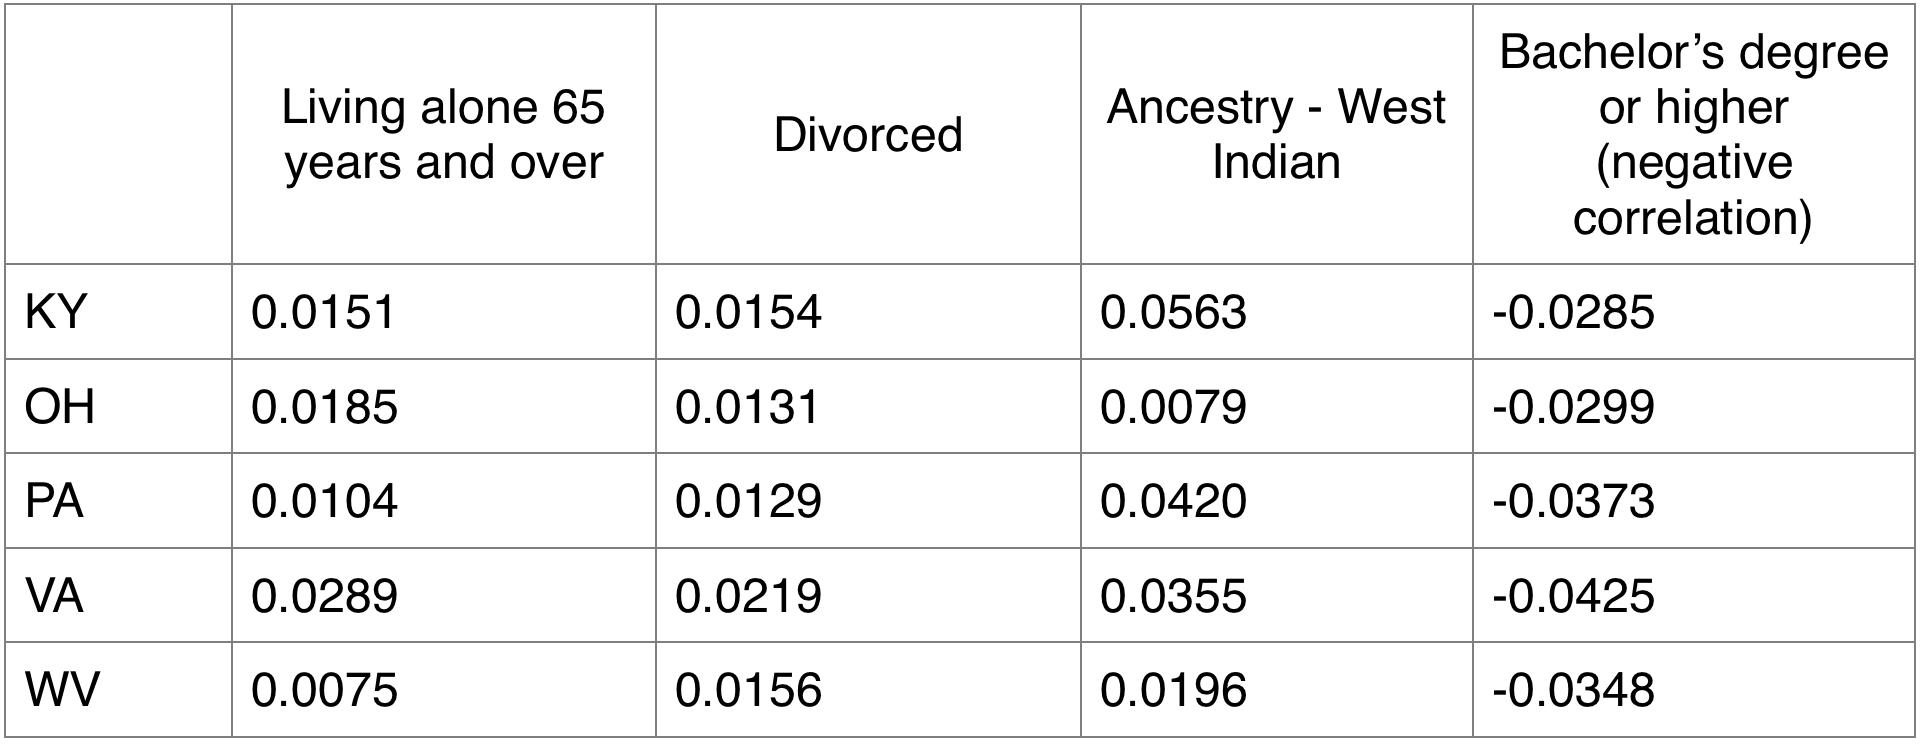 Living alone 65
years and over
Divorced
Ancestry - West
Indian
Bachelor’s degree
or higher
(negative
correlation)
KY 0.0151 0.0154 0.0563 -0.0285
OH 0.0185 0.0131 0.0079 -0.0299
PA 0.0104 0.0129 0.0420 -0.0373
VA 0.0289 0.0219 0.0355 -0.0425
WV 0.0075 0.0156 0.0196 -0.0348